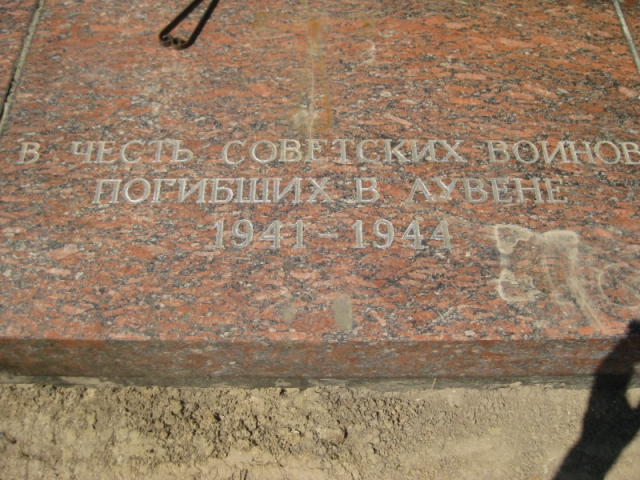 В ЧЕСТЬ СОВЕТСКИХ ВОИНОВ
ПОГИБШИХ В ЛУВЕНЕ
1941-1944